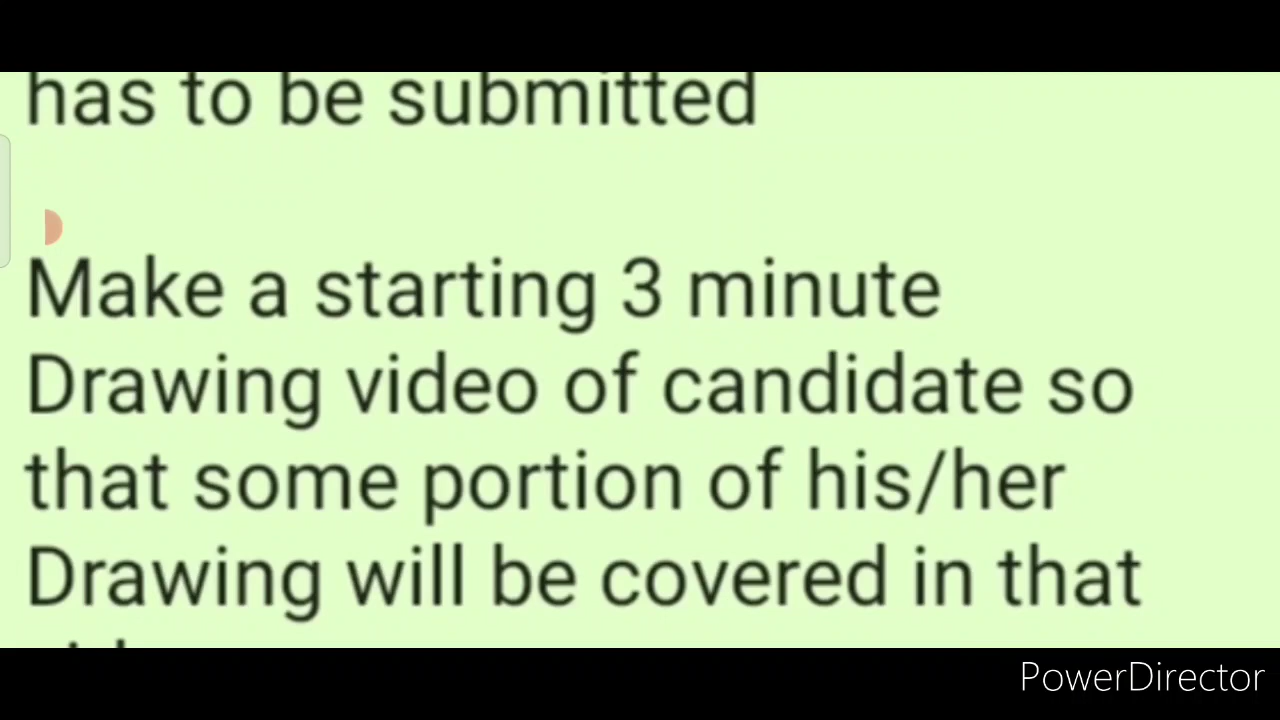 has to be submitted
Make a starting 3 minute
Drawing video of candidate so
that some portion of his/her
Drawing will be covered in that
PowerDirector